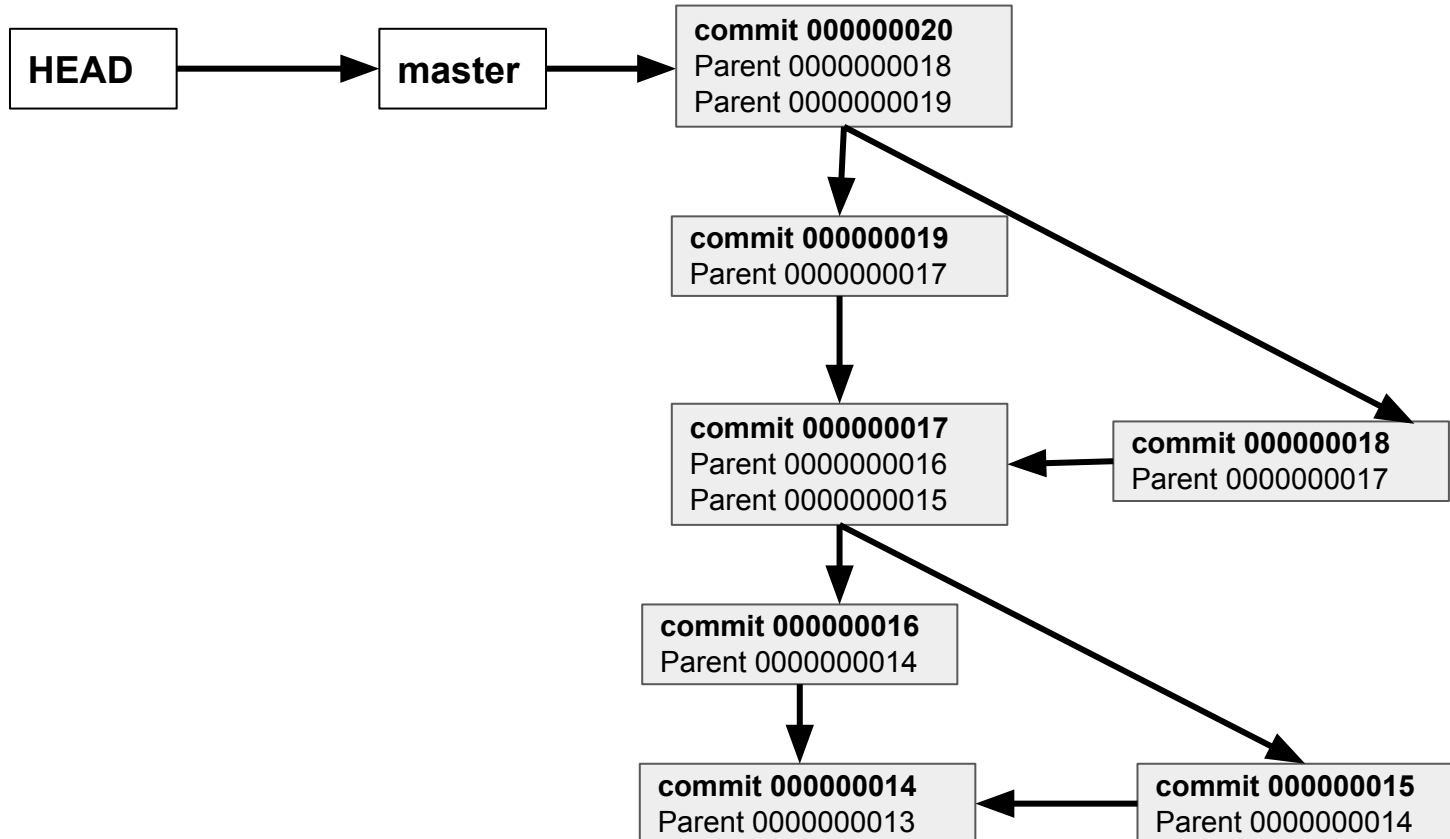 HEAD
master
commit 000000020
Parent 0000000018
Parent 0000000019
commit 000000019
Parent 0000000017
commit 000000017
Parent 0000000016
Parent 0000000015
commit 000000018
Parent 0000000017
commit 000000016
Parent 0000000014
commit 000000014
Parent 0000000013
commit 000000015
Parent 0000000014